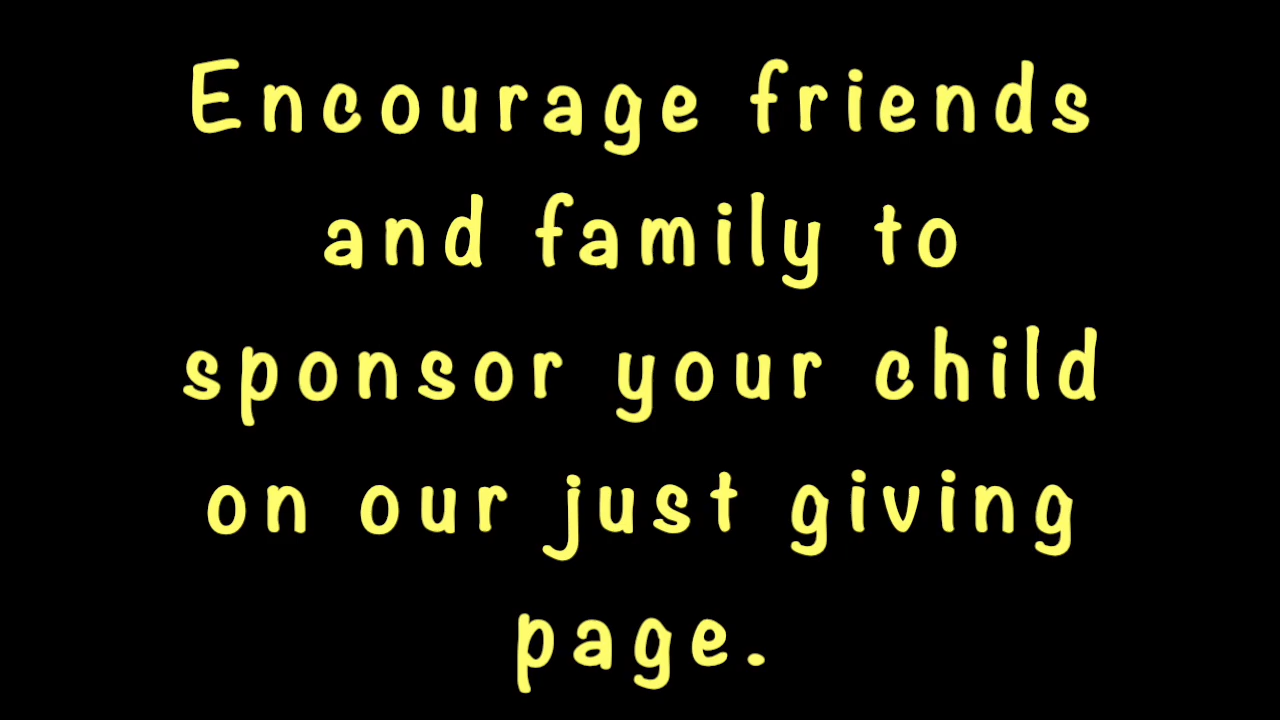 Encourage friends
and family to
sponsor your child
on our just giving
page.